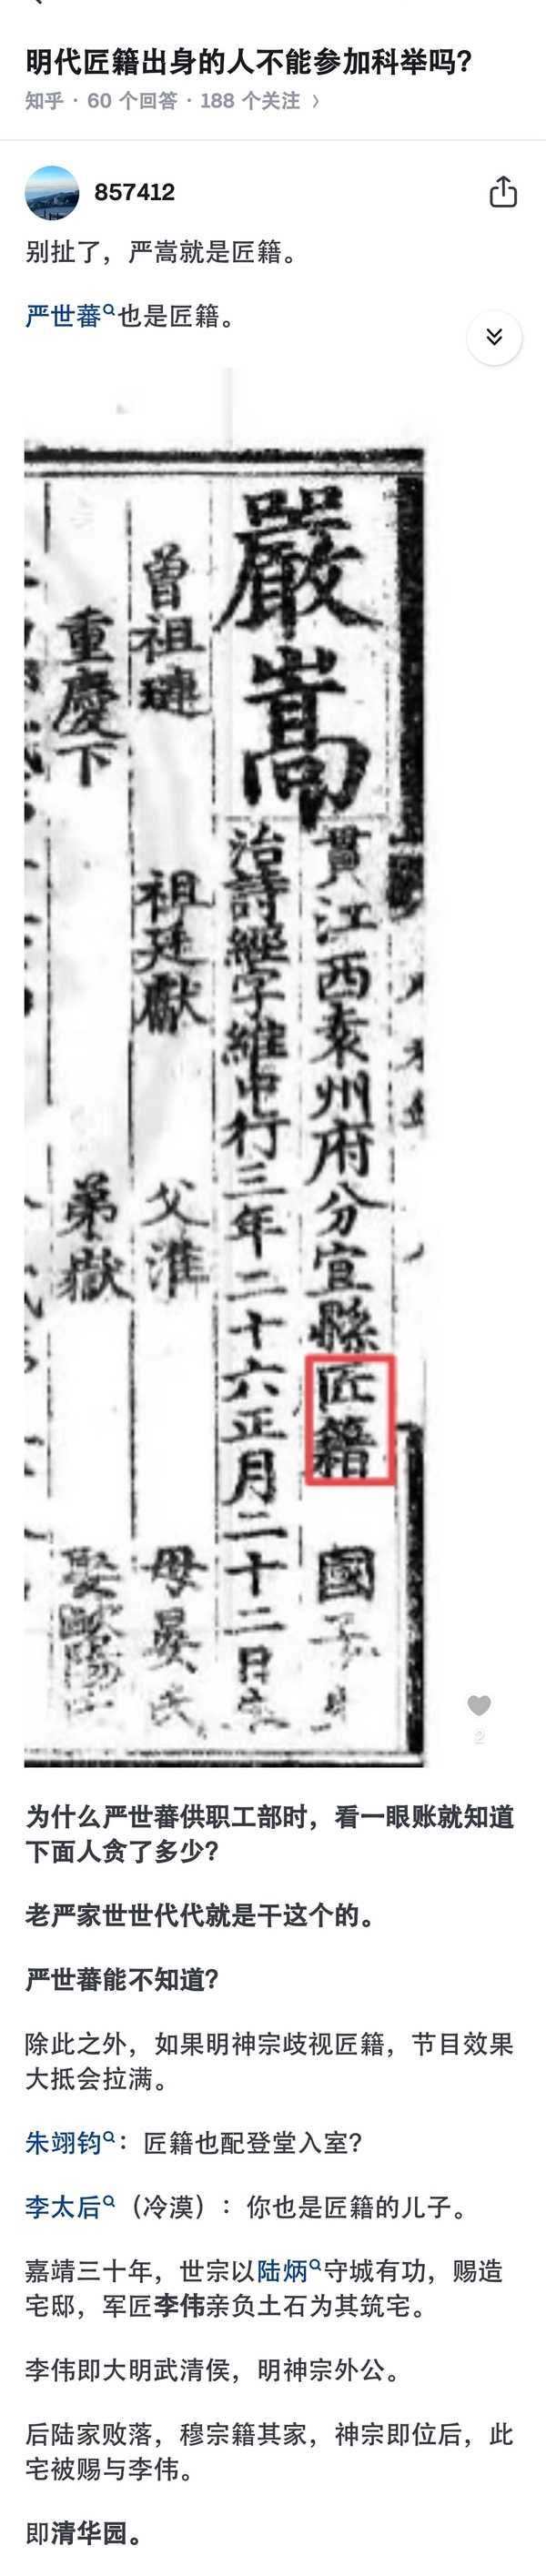 明代匠籍出身的人不能参加科举吗?
知乎 · 60 个回答 · 188 个关注 〉
857412
别扯了，严嵩就是匠籍。
严世蕃也是匠籍。
嚴嵩
貫江西袁州府分宜縣匠籍 國子
治詩經字維中行三年二十六正月二十二日
曾祖璉 祖廷獻 父淮 母晏氏
重慶下 弟嶽 娶歐陽氏
2
为什么严世蕃供职工部时，看一眼账就知道
下面人贪了多少?
老严家世世代代就是干这个的。
严世蕃能不知道?
除此之外，如果明神宗歧视匠籍，节目效果
大抵会拉满。
朱翊钧：匠籍也配登堂入室?
李太后（冷漠）：你也是匠籍的儿子。
嘉靖三十年，世宗以陆炳守城有功，赐造
宅邸，军匠李伟亲负土石为其筑宅。
李伟即大明武清侯，明神宗外公。
后陆家败落，穆宗籍其家，神宗即位后，此
宅被赐与李伟。
即清华园。